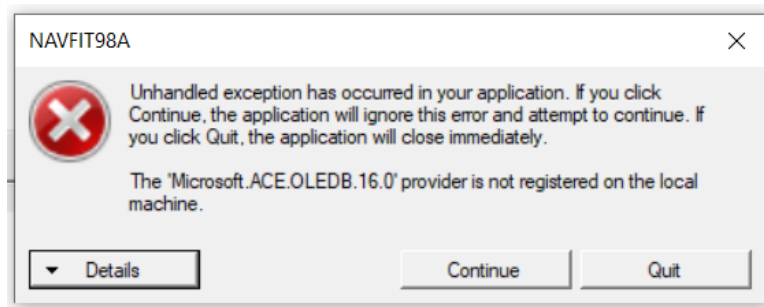 NAVFIT98A
Unhandled exception has occurred in your application. If you click
Continue, the application will ignore this error and attempt to continue. If
you click Quit, the application will close immediately.
The 'Microsoft.ACE.OLEDB.16.0' provider is not registered on the local
machine.
Details
Continue
Quit